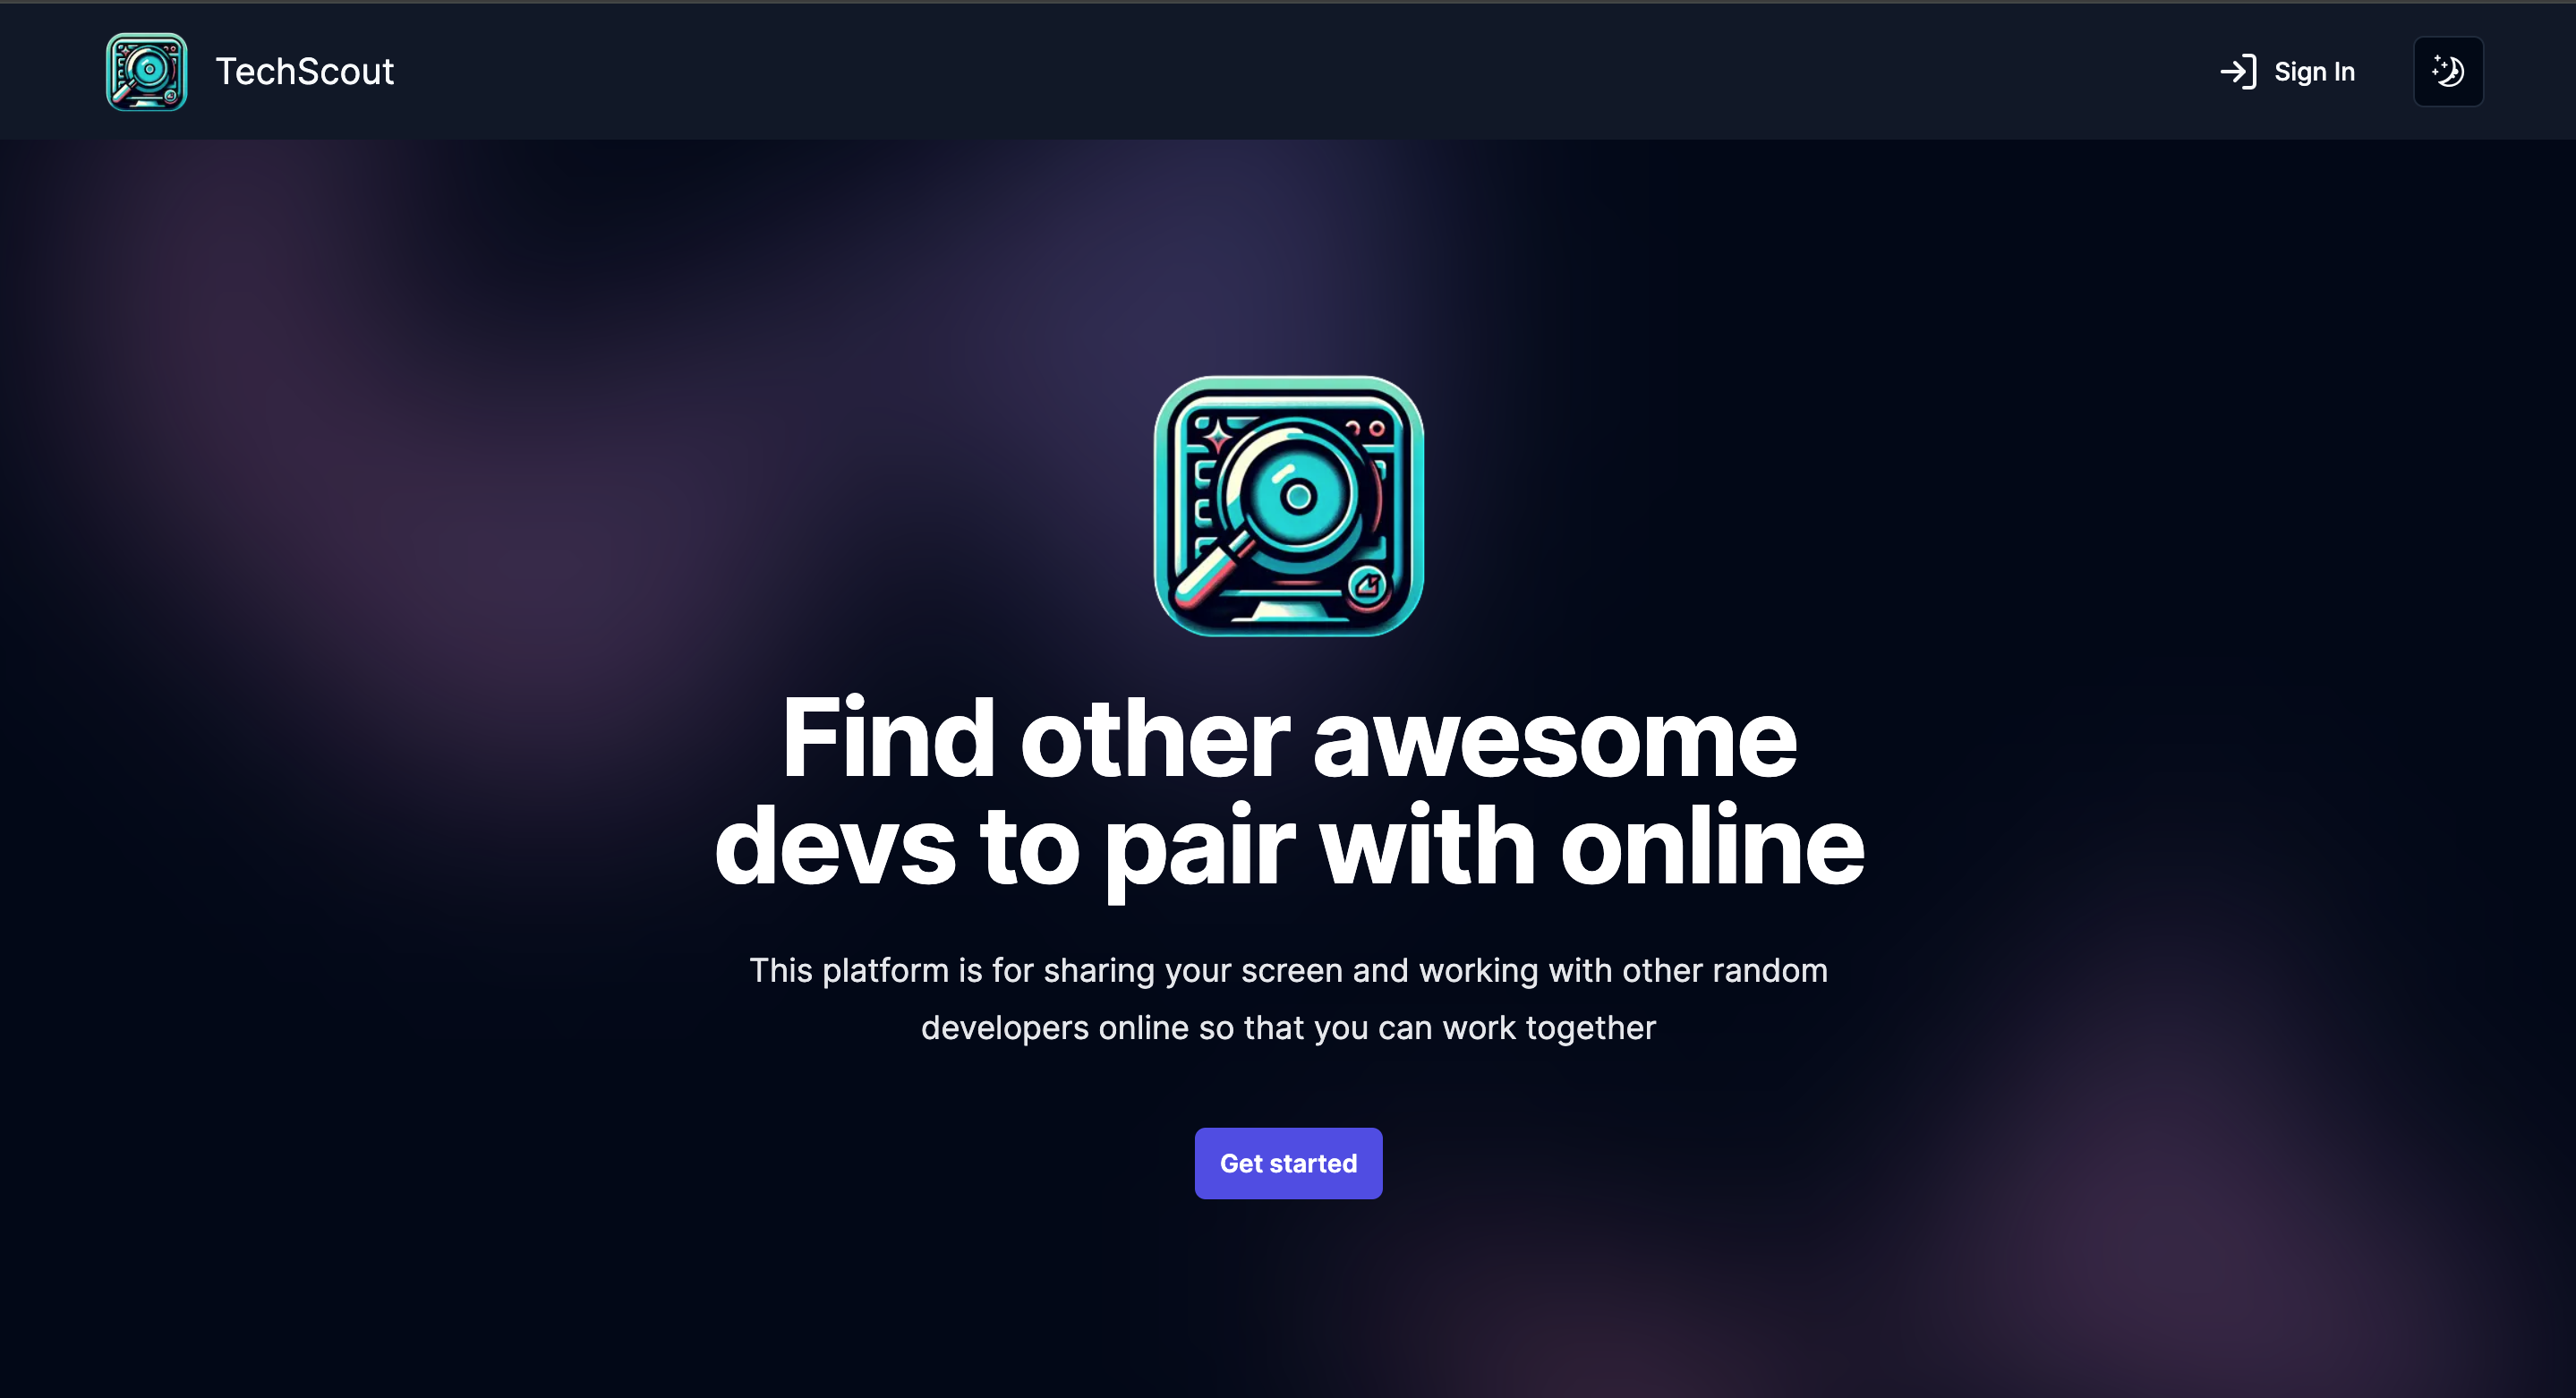 TechScout
Sign In
Find other awesome
devs to pair with online
This platform is for sharing your screen and working with other random
developers online so that you can work together
Get started